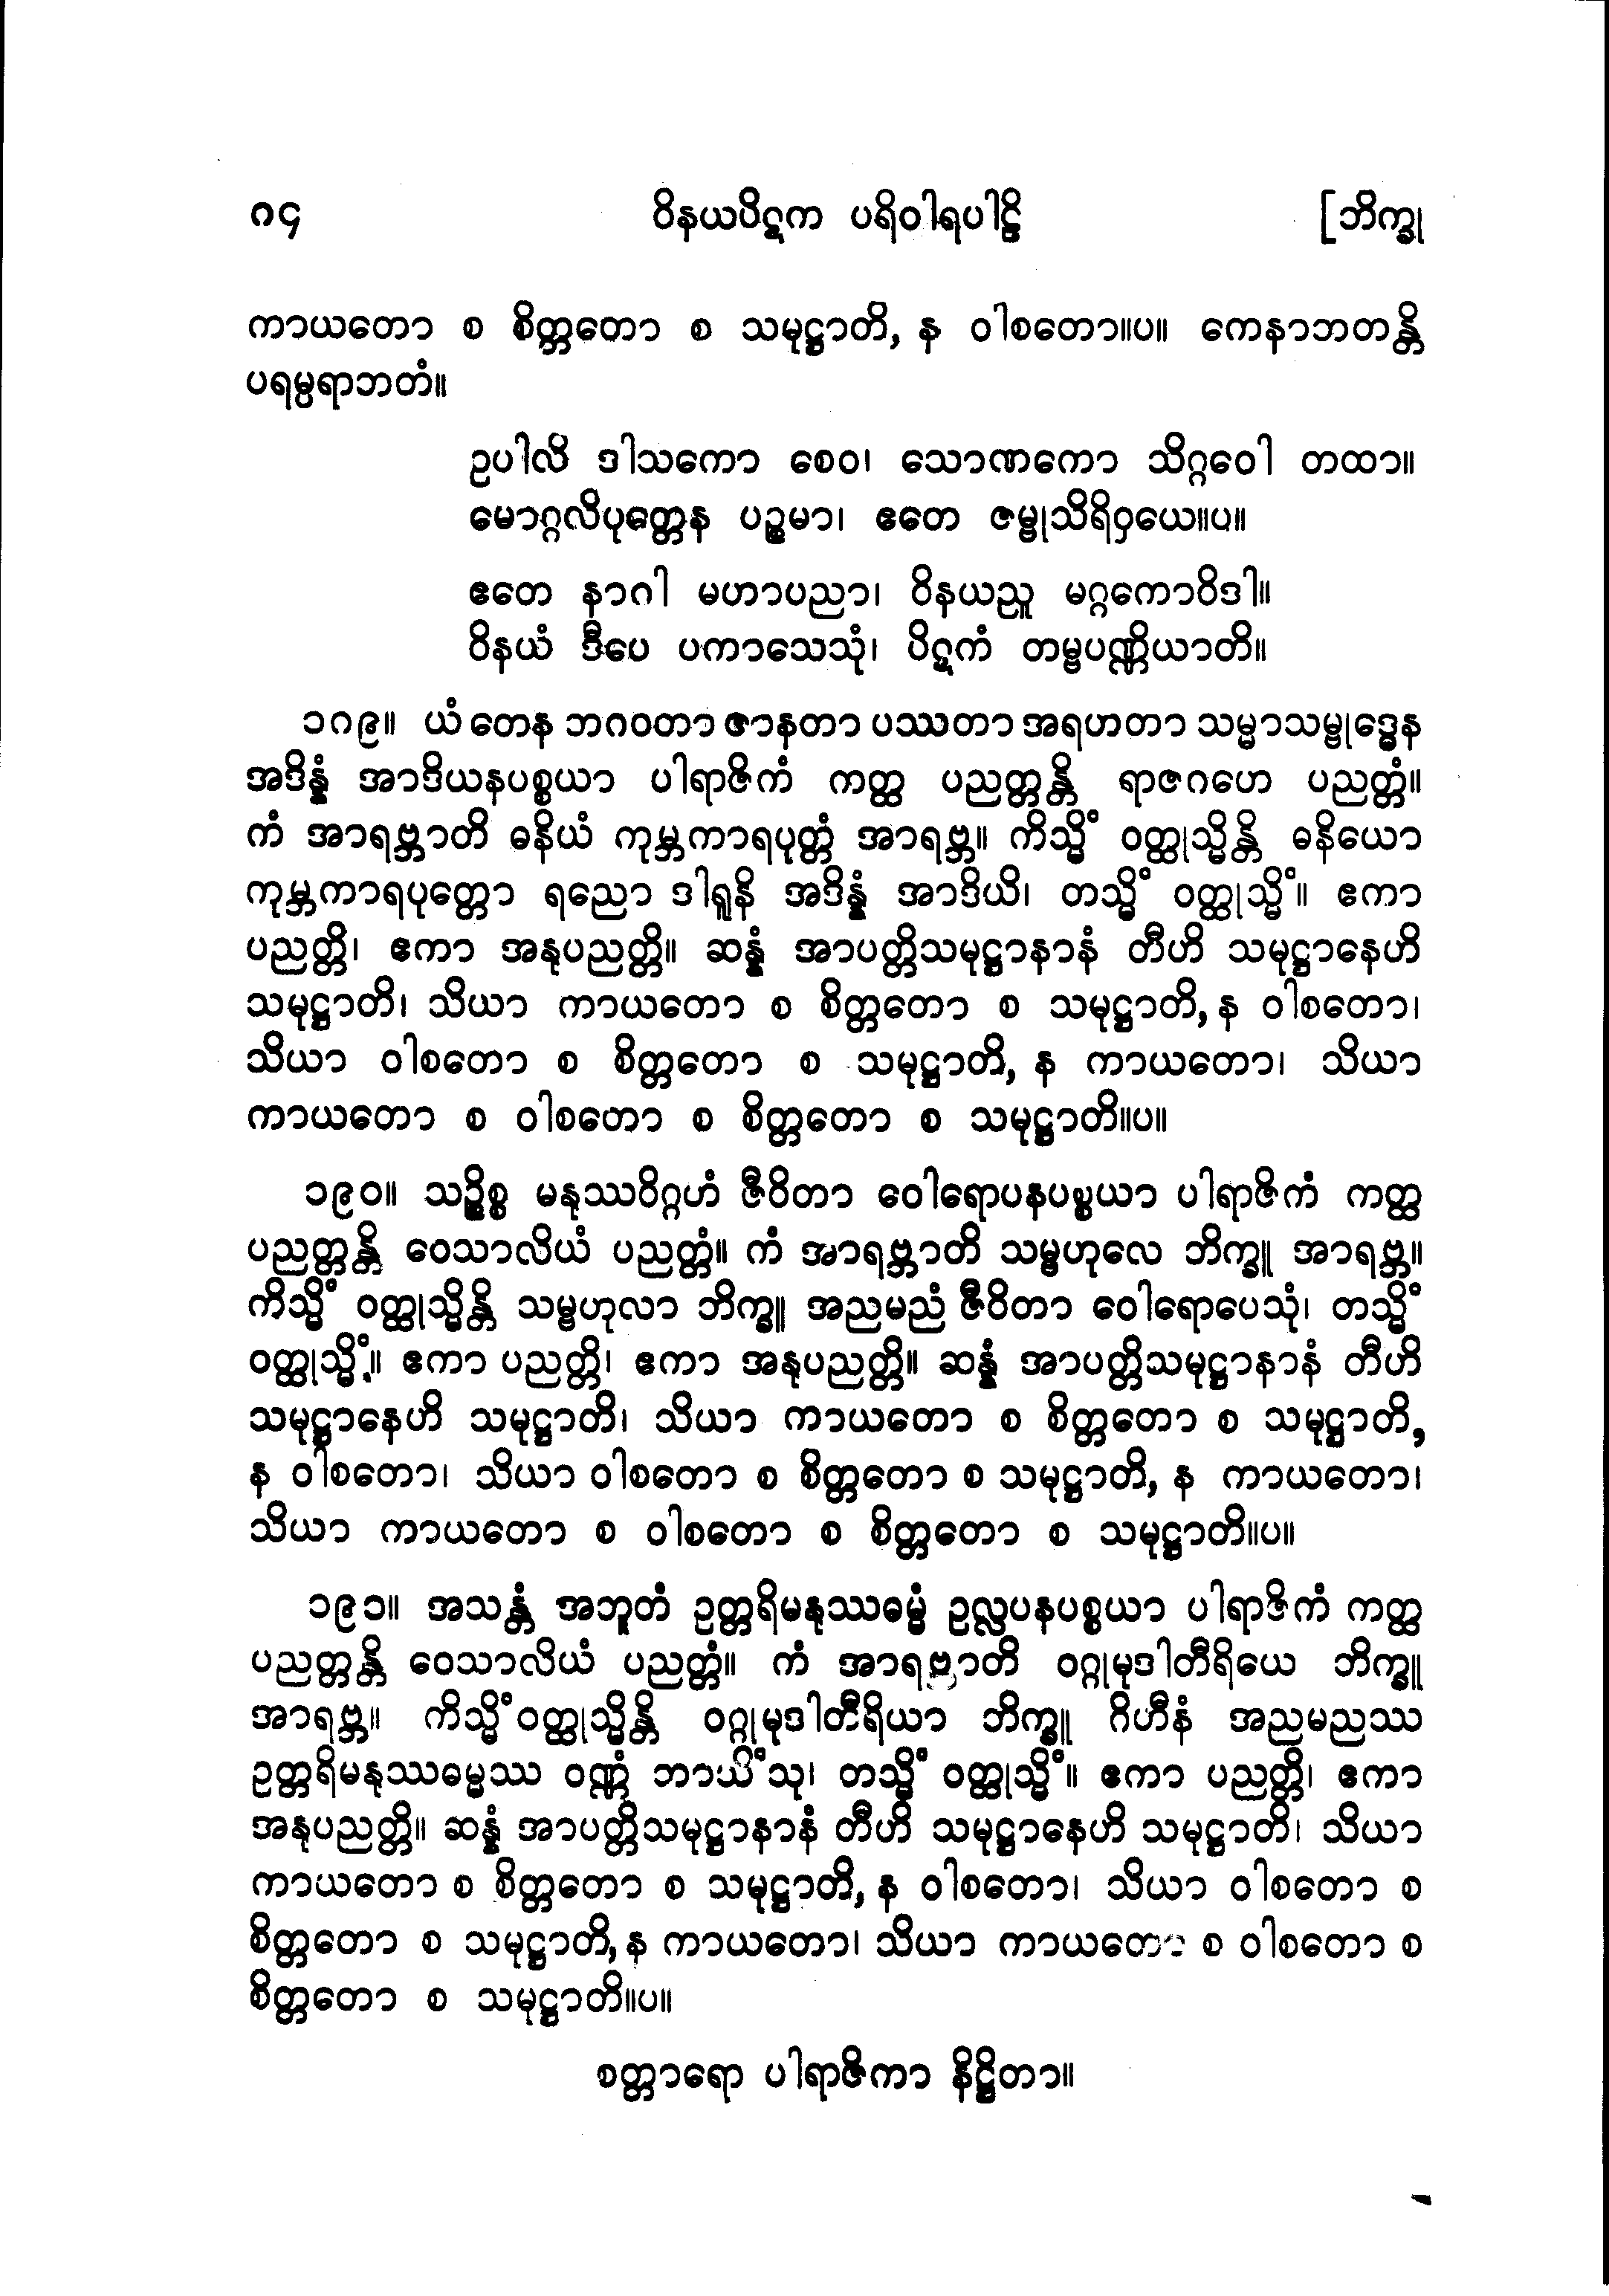 ၈၄ ဝိနယပိဋက ပရိဝါရပါဠိ [ဘိက္ခု
ကာယတော စ စိတ္တတော စ သမုဋ္ဌာတိ, န ဝါစတော။ပ။ ကေနာဘတန္တိ
ပရမ္ပရာဘတံ။
ဥပါလိ ဒါသကော စေဝ၊ သောဏကော သိဂ္ဂဝေါ တထာ။
မောဂ္ဂလိပုတ္တေန ပဉ္စမာ၊ ဧတေ ဇမ္ဗုသိရိဝှယေ။ပ။
ဧတေ နာဂါ မဟာပညာ၊ ဝိနယညူ မဂ္ဂကောဝိဒါ။
ဝိနယံ ဒီပေ ပကာသေသုံ၊ ပိဋကံ တမ္ဗပဏ္ဏိယာတိ။
၁၈၉။ ယံ တေန ဘဂဝတာ ဇာနတာ ပဿတာ အရဟတာ သမ္မာသမ္ဗုဒ္ဓေန
အဒိန္နံ အာဒိယနပစ္စယာ ပါရာဇိကံ ကတ္ထ ပညတ္တန္တိ ရာဇဂဟေ ပညတ္တံ။
ကံ အာရဗ္ဘာတိ ဓနိယံ ကုမ္ဘကာရပုတ္တံ အာရဗ္ဘ။ ကိသ္မိံ ဝတ္ထုသ္မိန္တိ ဓနိယော
ကုမ္ဘကာရပုတ္တော ရညော ဒါရူနိ အဒိန္နံ အာဒိယိ၊ တသ္မိံ ဝတ္ထုသ္မိံ။ ဧကာ
ပညတ္တိ၊ ဧကာ အနုပညတ္တိ။ ဆန္နံ အာပတ္တိသမုဋ္ဌာနာနံ တီဟိ သမုဋ္ဌာနေဟိ
သမုဋ္ဌာတိ၊ သိယာ ကာယတော စ စိတ္တတော စ သမုဋ္ဌာတိ, န ဝါစတော၊
သိယာ ဝါစတော စ စိတ္တတော စ သမုဋ္ဌာတိ, န ကာယတော၊ သိယာ
ကာယတော စ ဝါစတော စ စိတ္တတော စ သမုဋ္ဌာတိ။ပ။
၁၉၀။ သဉ္စိစ္စ မနုဿဝိဂ္ဂဟံ ဇီဝိတာ ဝေါရောပနပစ္စယာ ပါရာဇိကံ ကတ္ထ
ပညတ္တန္တိ ဝေသာလိယံ ပညတ္တံ။ ကံ အာရဗ္ဘာတိ သမ္ဗဟုလေ ဘိက္ခူ အာရဗ္ဘ။
ကိသ္မိံ ဝတ္ထုသ္မိန္တိ သမ္ဗဟုလာ ဘိက္ခူ အညမညံ ဇီဝိတာ ဝေါရောပေသုံ၊ တသ္မိံ
ဝတ္ထုသ္မိံ။ ဧကာ ပညတ္တိ၊ ဧကာ အနုပညတ္တိ။ ဆန္နံ အာပတ္တိသမုဋ္ဌာနာနံ တီဟိ
သမုဋ္ဌာနေဟိ သမုဋ္ဌာတိ၊ သိယာ ကာယတော စ စိတ္တတော စ သမုဋ္ဌာတိ,
န ဝါစတော၊ သိယာ ဝါစတော စ စိတ္တတော စ သမုဋ္ဌာတိ, န ကာယတော၊
သိယာ ကာယတော စ ဝါစတော စ စိတ္တတော စ သမုဋ္ဌာတိ။ပ။
၁၉၁။ အသန္တံ အဘူတံ ဥတ္တရိမနုဿဓမ္မံ ဥလ္လပနပစ္စယာ ပါရာဇိကံ ကတ္ထ
ပညတ္တန္တိ ဝေသာလိယံ ပညတ္တံ။ ကံ အာရဗ္ဘာတိ ဝဂ္ဂုမုဒါတီရိယေ ဘိက္ခူ
အာရဗ္ဘ။ ကိသ္မိံ ဝတ္ထုသ္မိန္တိ ဝဂ္ဂုမုဒါတီရိယာ ဘိက္ခူ ဂိဟီနံ အညမညဿ
ဥတ္တရိမနုဿဓမ္မဿ ဝဏ္ဏံ ဘာသိံသု၊ တသ္မိံ ဝတ္ထုသ္မိံ။ ဧကာ ပညတ္တိ၊ ဧကာ
အနုပညတ္တိ။ ဆန္နံ အာပတ္တိသမုဋ္ဌာနာနံ တီဟိ သမုဋ္ဌာနေဟိ သမုဋ္ဌာတိ၊ သိယာ
ကာယတော စ စိတ္တတော စ သမုဋ္ဌာတိ, န ဝါစတော၊ သိယာ ဝါစတော စ
စိတ္တတော စ သမုဋ္ဌာတိ, န ကာယတော၊ သိယာ ကာယတော စ ဝါစတော စ
စိတ္တတော စ သမုဋ္ဌာတိ။ပ။
စတ္တာရော ပါရာဇိကာ နိဋ္ဌိတာ။